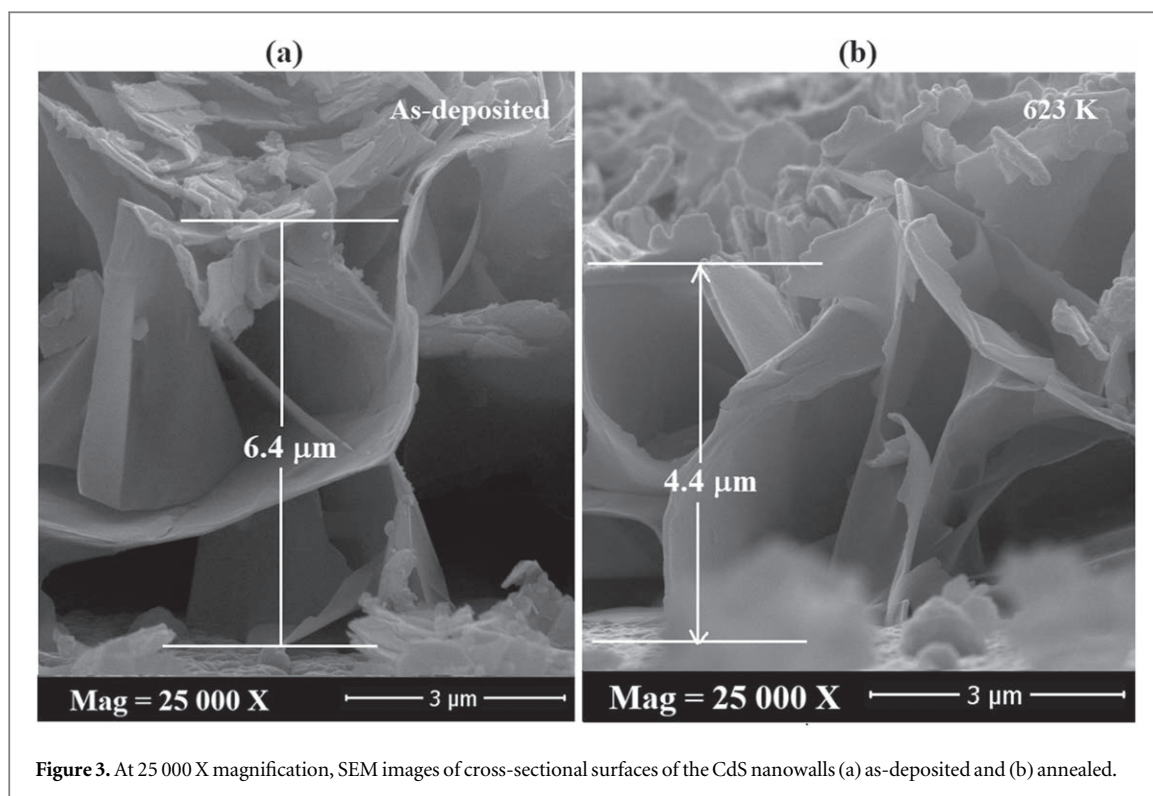 (a)
(b)
As-deposited
623 K
6.4 μm
4.4 μm
Mag = 25 000 X
3 μm
Mag = 25 000 X
3 μm
Figure 3. At 25 000 X magnification, SEM images of cross-sectional surfaces of the CdS nanowalls (a) as-deposited and (b) annealed.